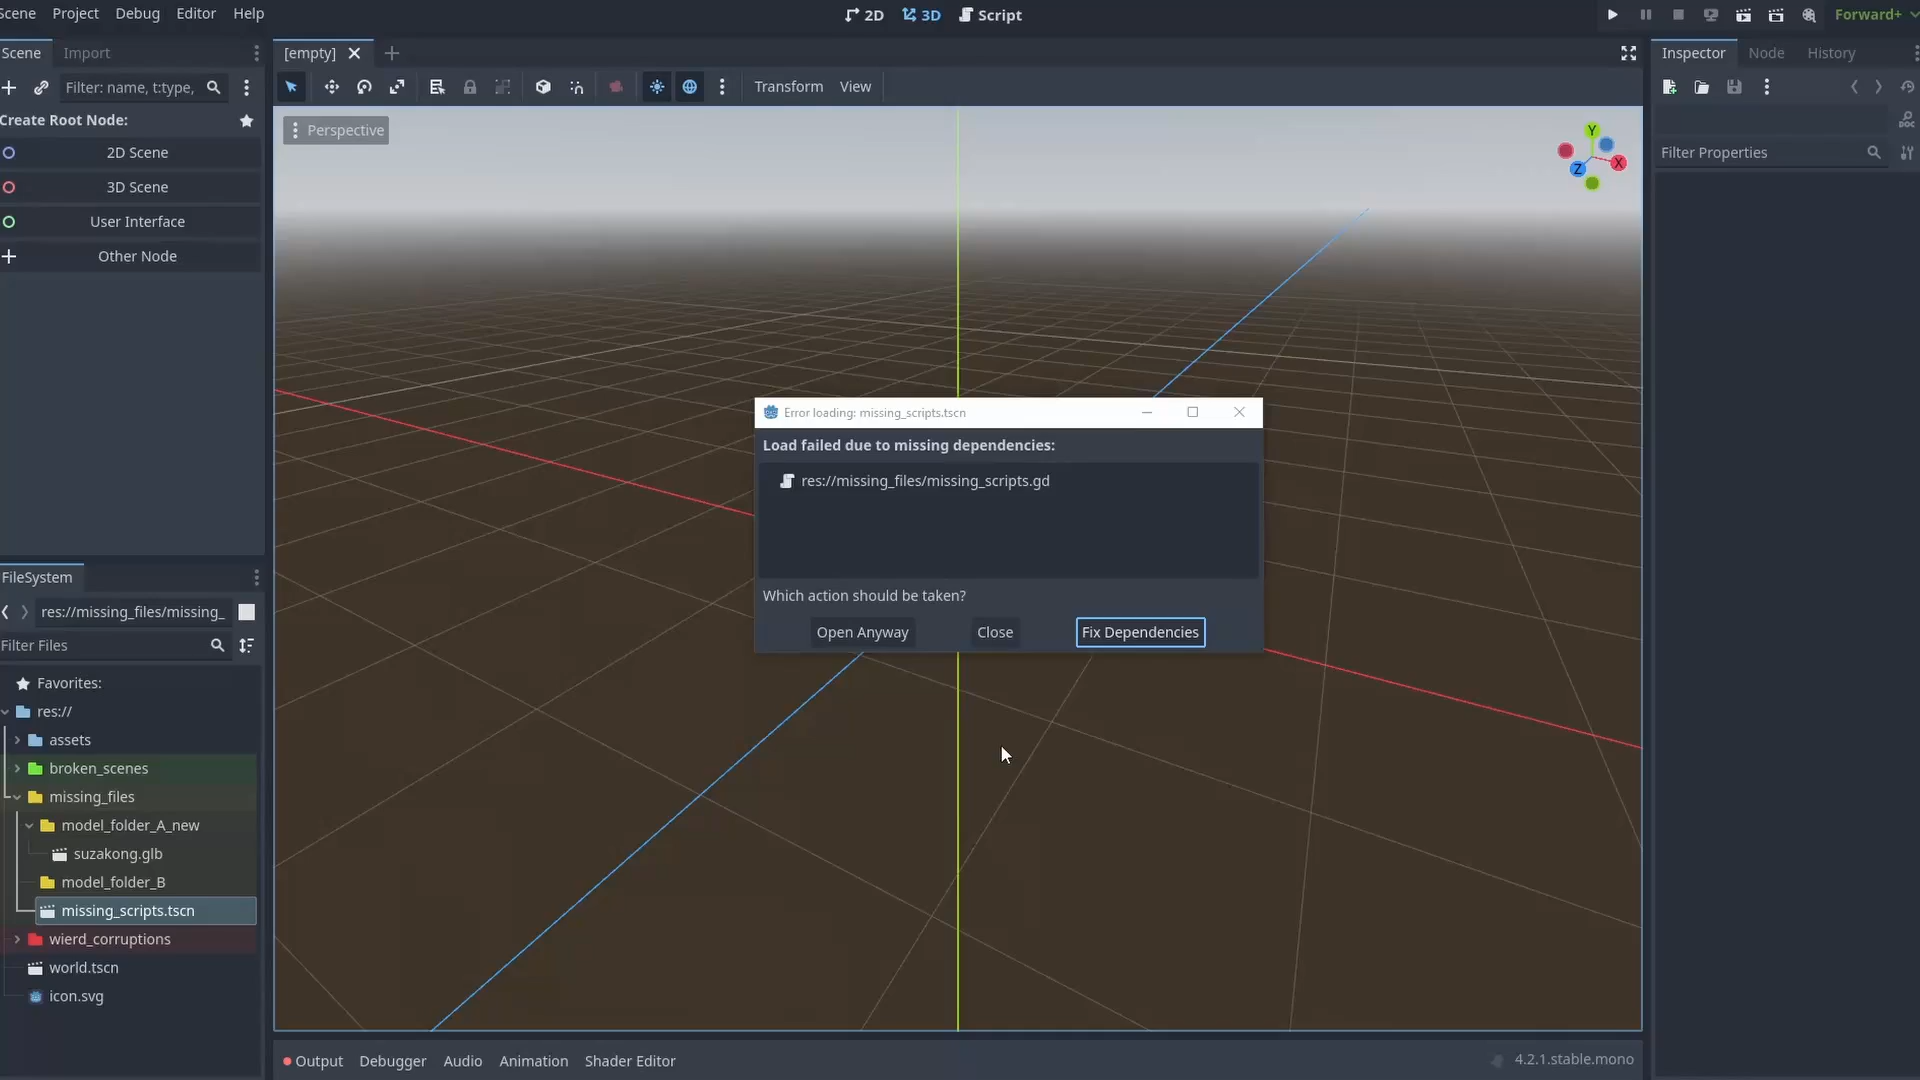 Scene Project Debug Editor Help
2D 3D Script
Forward+
Scene Import
[empty]
Inspector Node History
Filter: name, t:type,
Transform View
Create Root Node:
2D Scene
3D Scene
User Interface
Other Node
Perspective
Y
X
Z
DOC
Filter Properties
Error loading: missing_scripts.tscn
Load failed due to missing dependencies:
res://missing_files/missing_scripts.gd
Which action should be taken?
Open Anyway Close Fix Dependencies
FileSystem
res://missing_files/missing_
Filter Files
Favorites:
res://
assets
broken_scenes
missing_files
model_folder_A_new
suzakong.glb
model_folder_B
missing_scripts.tscn
wierd_corruptions
world.tscn
icon.svg
Output Debugger Audio Animation Shader Editor
4.2.1.stable.mono